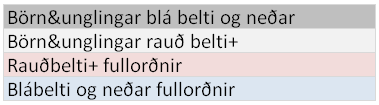 Börn&unglingar blá belti og neðar
Börn&unglingar rauð belti+
Rauðbelti+ fullorðnir
Blábelti og neðar fullorðnir